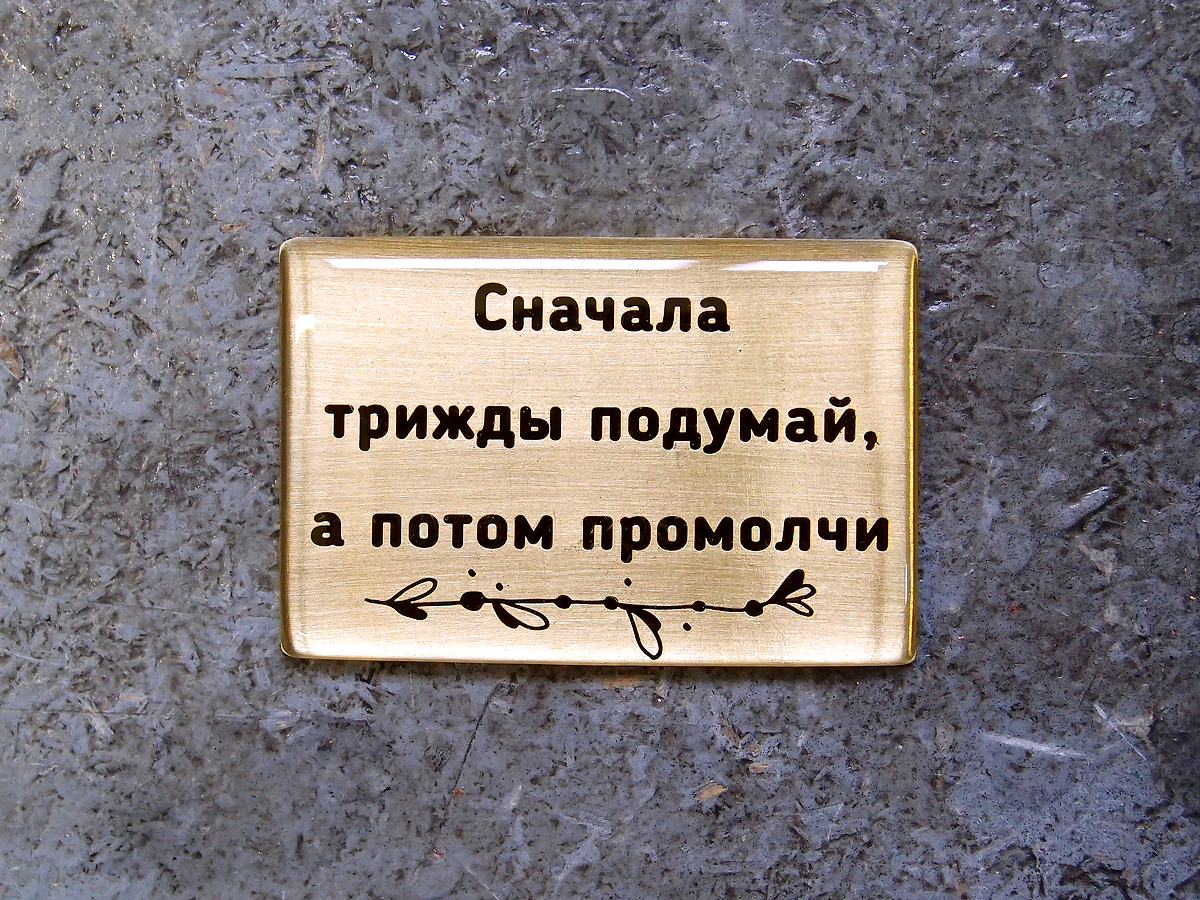 Сначала
трижды подумай,
а потом промолчи